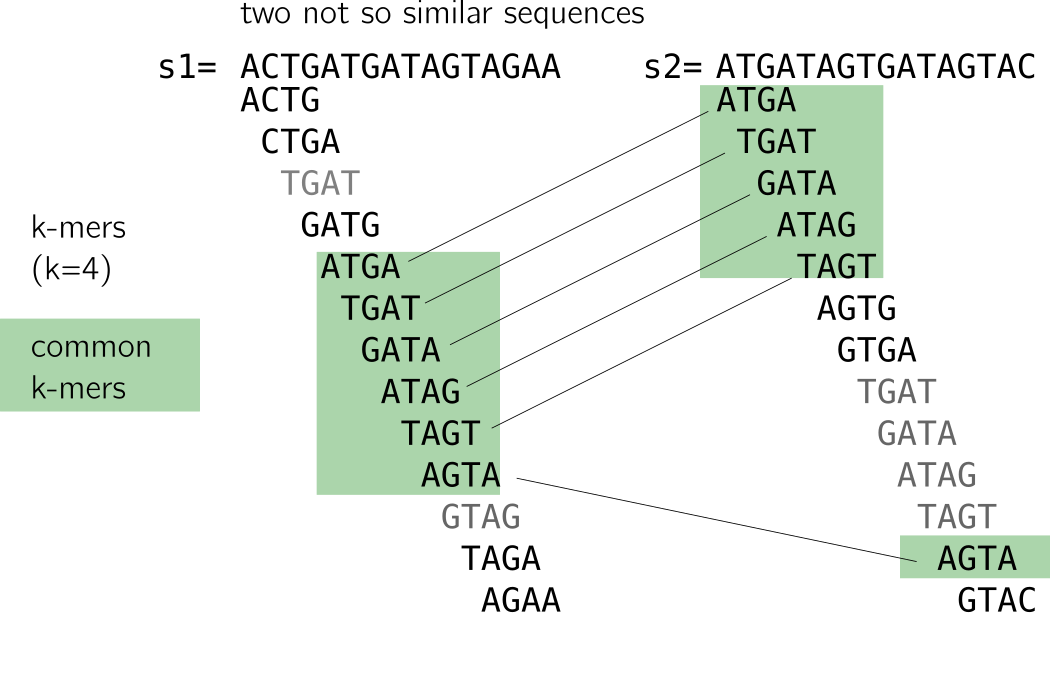 two not so similar sequences
s1= ACTGATGATAGTAGAA
s2= ATGATAGTGATAGTAC
ACTG
CTGA
TGAT
GATG
ATGA
TGAT
GATA
ATAG
TAGT
AGTA
GTAG
TAGA
AGAA
ATGA
TGAT
GATA
ATAG
TAGT
AGTG
GTGA
TGAT
GATA
ATAG
TAGT
AGTA
GTAC
k-mers
(k=4)
common
k-mers